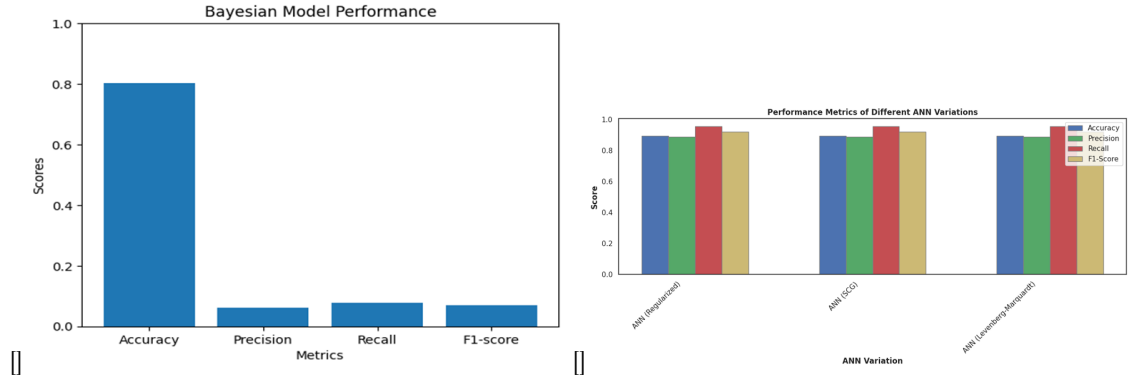 Bayesian Model Performance
1.0
0.8
0.6
0.4
0.2
0.0
Scores
Accuracy Precision Recall F1-score
Metrics
[]
Performance Metrics of Different ANN Variations
1.0
0.8
0.6
0.4
0.2
0.0
Score
Accuracy
Precision
Recall
F1-Score
ANN (Regularized)
ANN (SCG)
ANN (Levenberg-Marquardt)
ANN Variation
[]